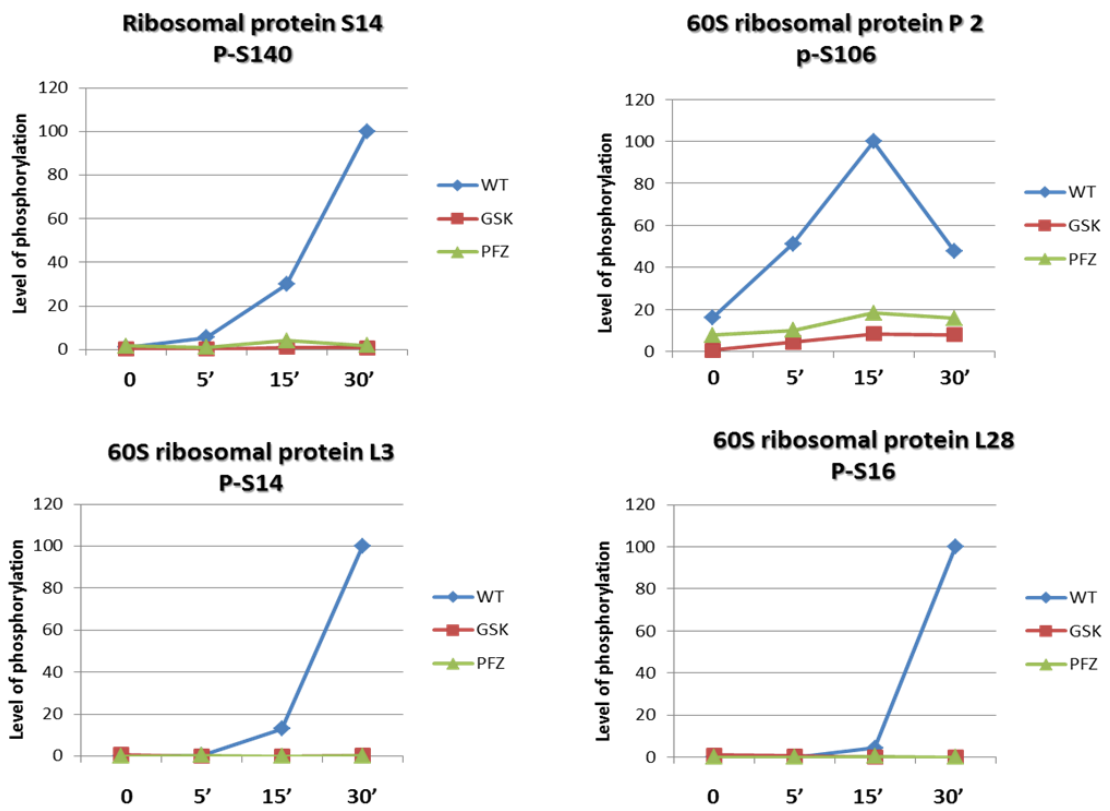 Ribosomal protein S14
P-S140
Level of phosphorylation
120
100
80
60
40
20
0
0 5’ 15’ 30’
WT
GSK
PFZ
60S ribosomal protein P 2
p-S106
Level of phosphorylation
120
100
80
60
40
20
0
0 5’ 15’ 30’
WT
GSK
PFZ
60S ribosomal protein L3
P-S14
Level of phosphorylation
120
100
80
60
40
20
0
0 5’ 15’ 30’
WT
GSK
PFZ
60S ribosomal protein L28
P-S16
Level of phosphorylation
120
100
80
60
40
20
0
0 5’ 15’ 30’
WT
GSK
PFZ